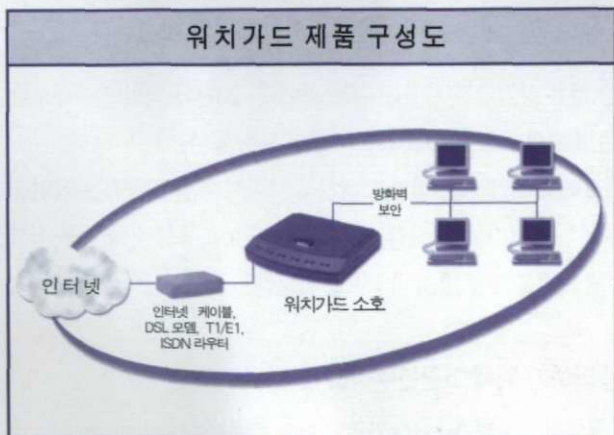 워치가드 제품 구성도
방화벽
보안
인터넷
워치가드 소호
인터넷 케이블,
DSL 모뎀, T1/E1,
ISDN 라우터